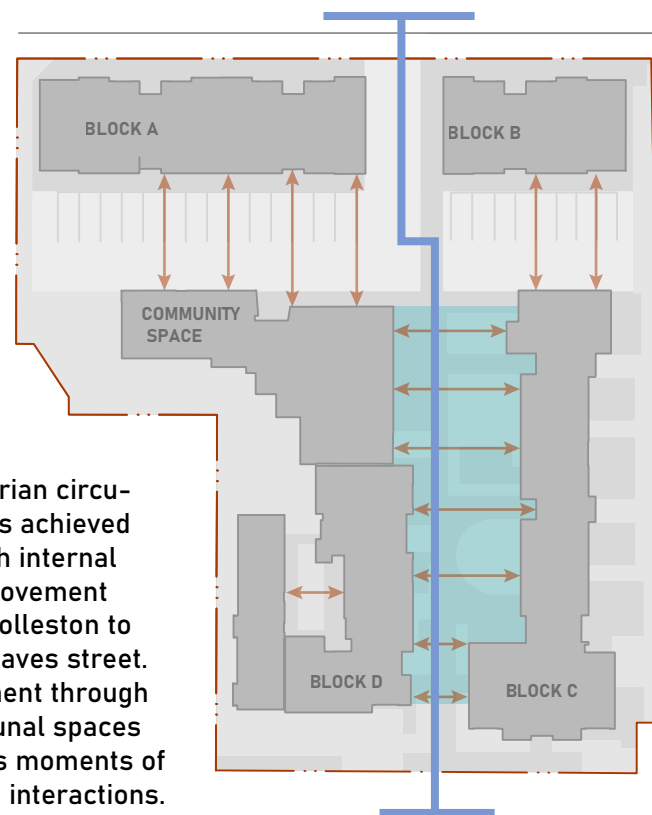 BLOCK A
BLOCK B
COMMUNITY
SPACE
rian circu-
s achieved
h internal
ovement
olleston to
aves street.
ent through
unal spaces
s moments of
interactions.
BLOCK D
BLOCK C